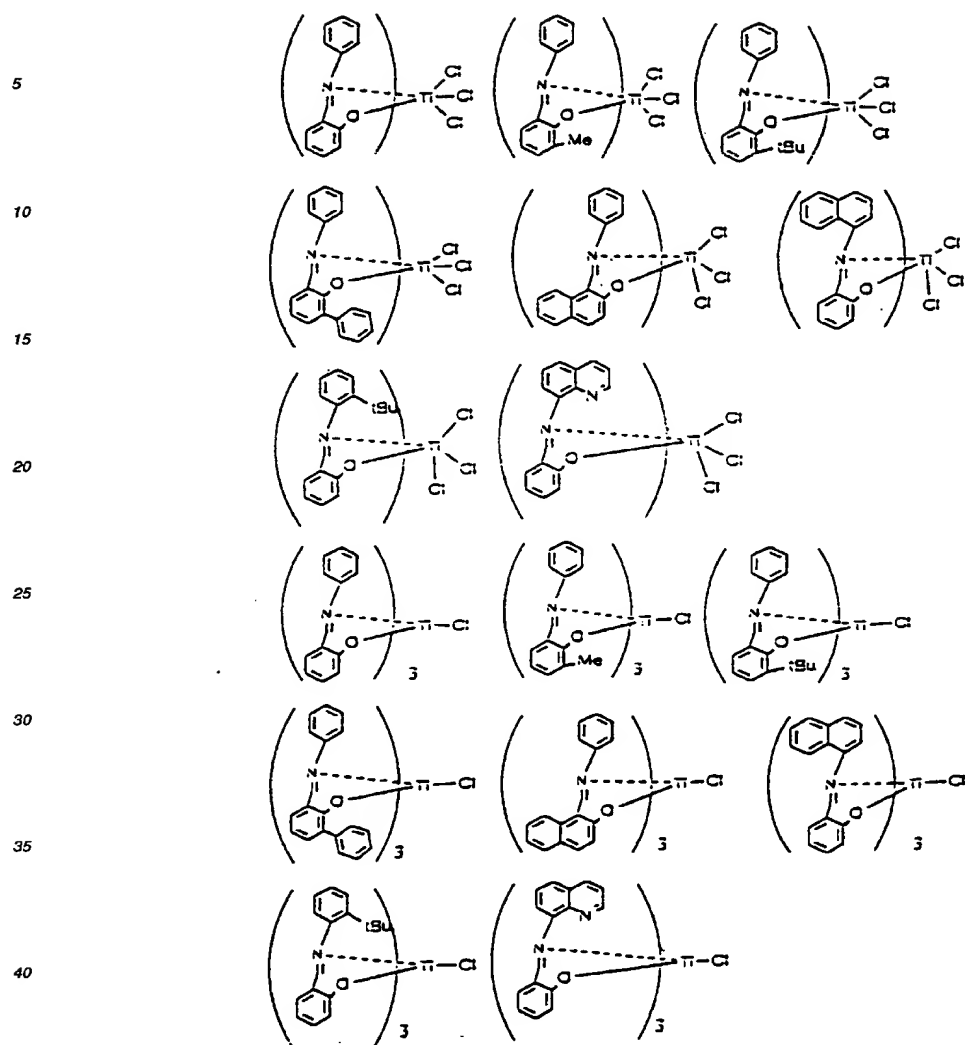 Cl Cl Cl
5 N Ti Cl N Ti Cl N Ti Cl
O Cl O Cl O Cl
Me tBu
10 Cl Cl Cl
N Ti Cl N Ti N Ti Cl
O Cl O Cl Cl O Cl
15
tBu N
Cl Cl
N Ti N Ti
20 O Cl Cl O Cl Cl
25 N Ti Cl N Ti Cl N Ti Cl
O O O
Me tBu
3 3 3
30
N Ti Cl N Ti Cl N Ti Cl
O O O
35 3 3 3
tBu N
N Ti Cl N Ti Cl
40 O O
3 3